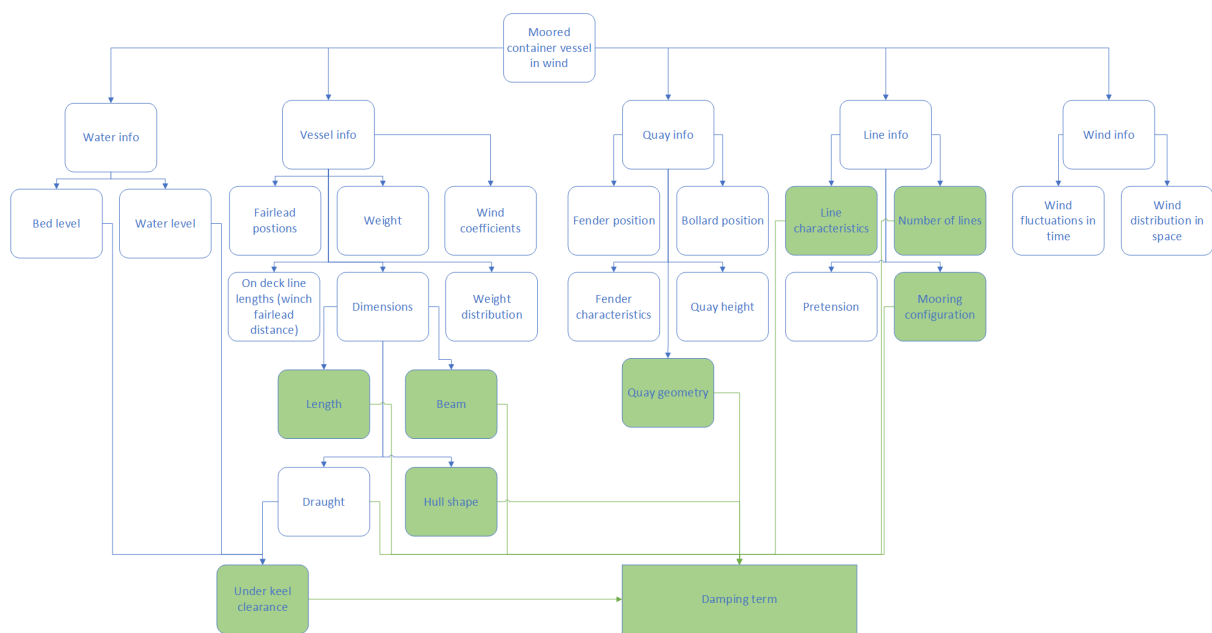 Moored
container vessel
in wind
Water info
Vessel info
Quay info
Line info
Wind info
Bed level
Water level
Fairlead
postions
Weight
Wind
coefficients
Fender position
Bollard position
Line
characteristics
Number of lines
Wind
fluctuations in
time
Wind
distribution in
space
On deck line
lengths (winch
fairlead
distance)
Dimensions
Weight
distribution
Fender
characteristics
Quay height
Pretension
Mooring
configuration
Length
Beam
Quay geometry
Draught
Hull shape
Under keel
clearance
Damping term